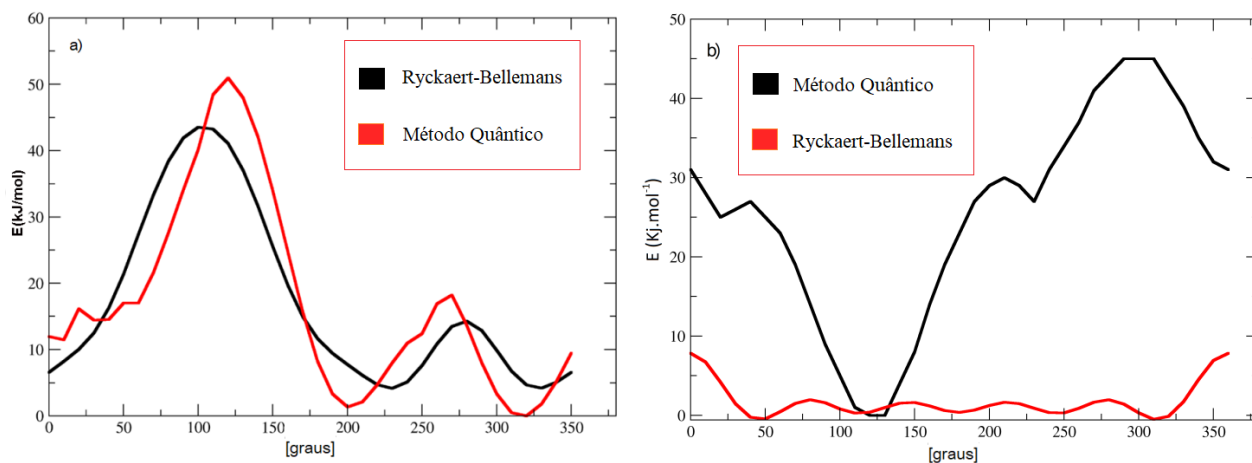 a)
Ryckaert-Bellemans
Método Quântico
E(kJ/mol)
60
50
40
30
20
10
0
0 50 100 150 200 250 300 350
[graus]
b)
Método Quântico
Ryckaert-Bellemans
E (Kj.mol⁻¹)
50
40
30
20
10
0
0 50 100 150 200 250 300 350
[graus]